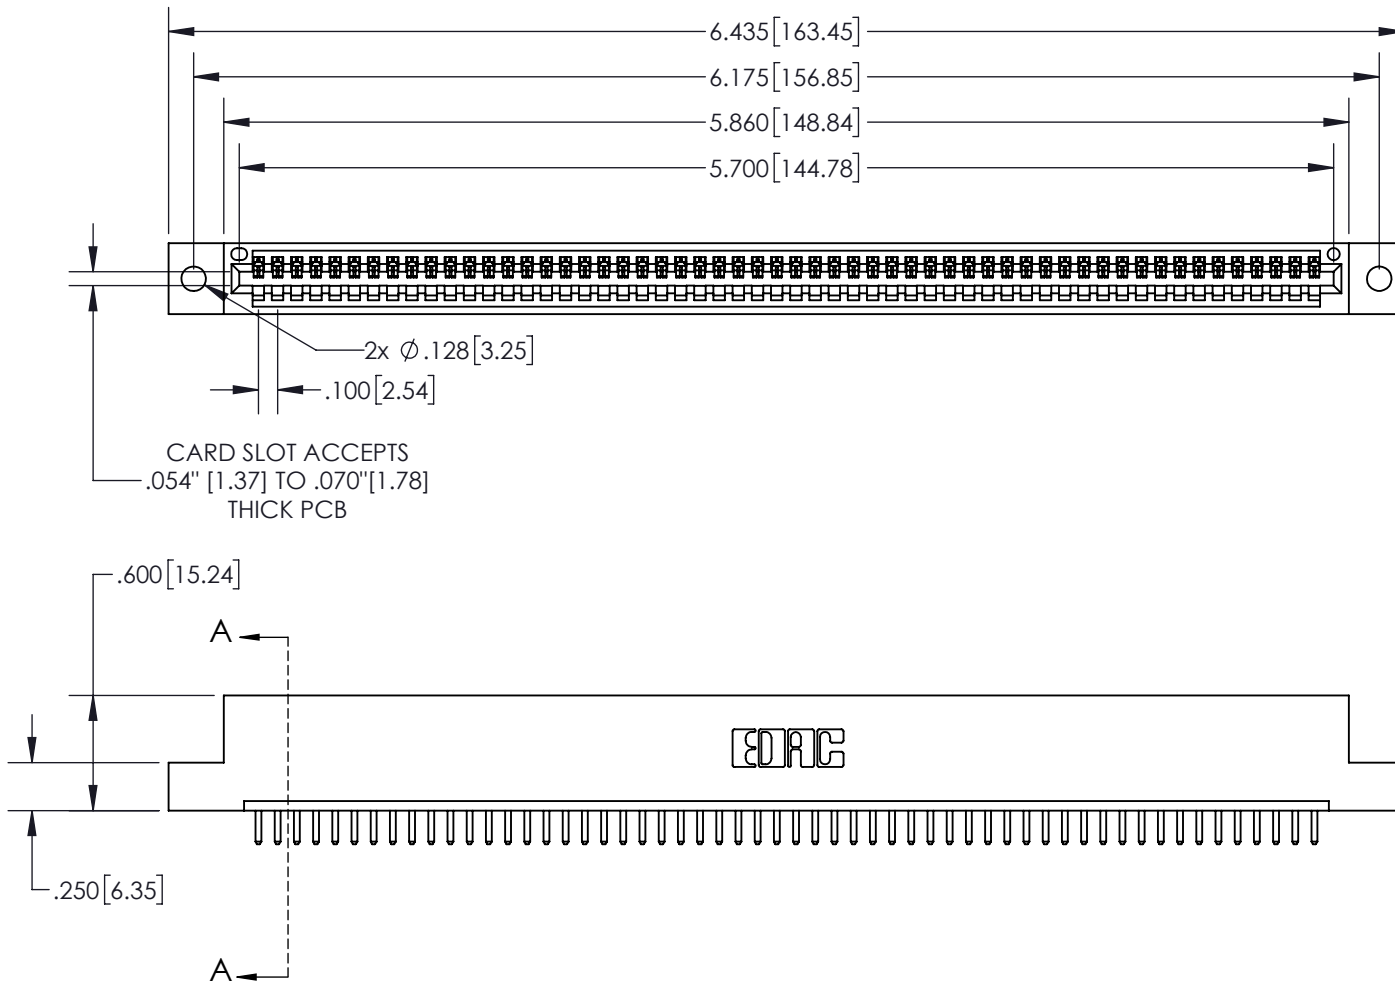 6.435[163.45]
6.175[156.85]
5.860[148.84]
5.700[144.78]
2x ∅.128[3.25]
.100[2.54]
CARD SLOT ACCEPTS
.054" [1.37] TO .070"[1.78]
THICK PCB
.600[15.24]
A
EDAC
.250[6.35]
A